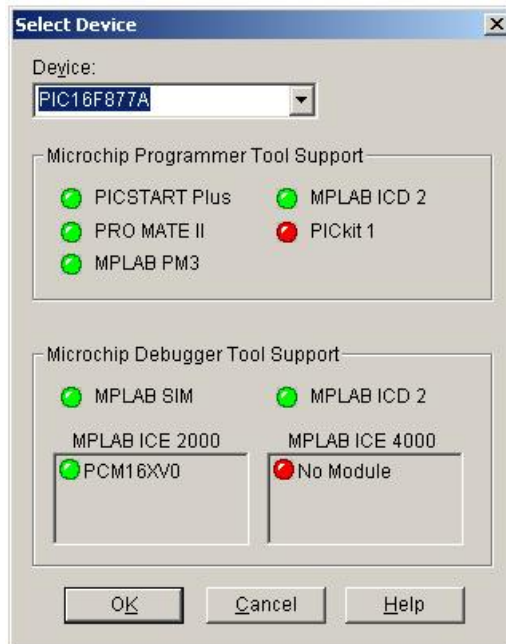 Select Device
Device:
PIC16F877A
Microchip Programmer Tool Support
PICSTART Plus
MPLAB ICD 2
PRO MATE II
PICkit 1
MPLAB PM3
Microchip Debugger Tool Support
MPLAB SIM
MPLAB ICD 2
MPLAB ICE 2000
MPLAB ICE 4000
PCM16XV0
No Module
OK
Cancel
Help